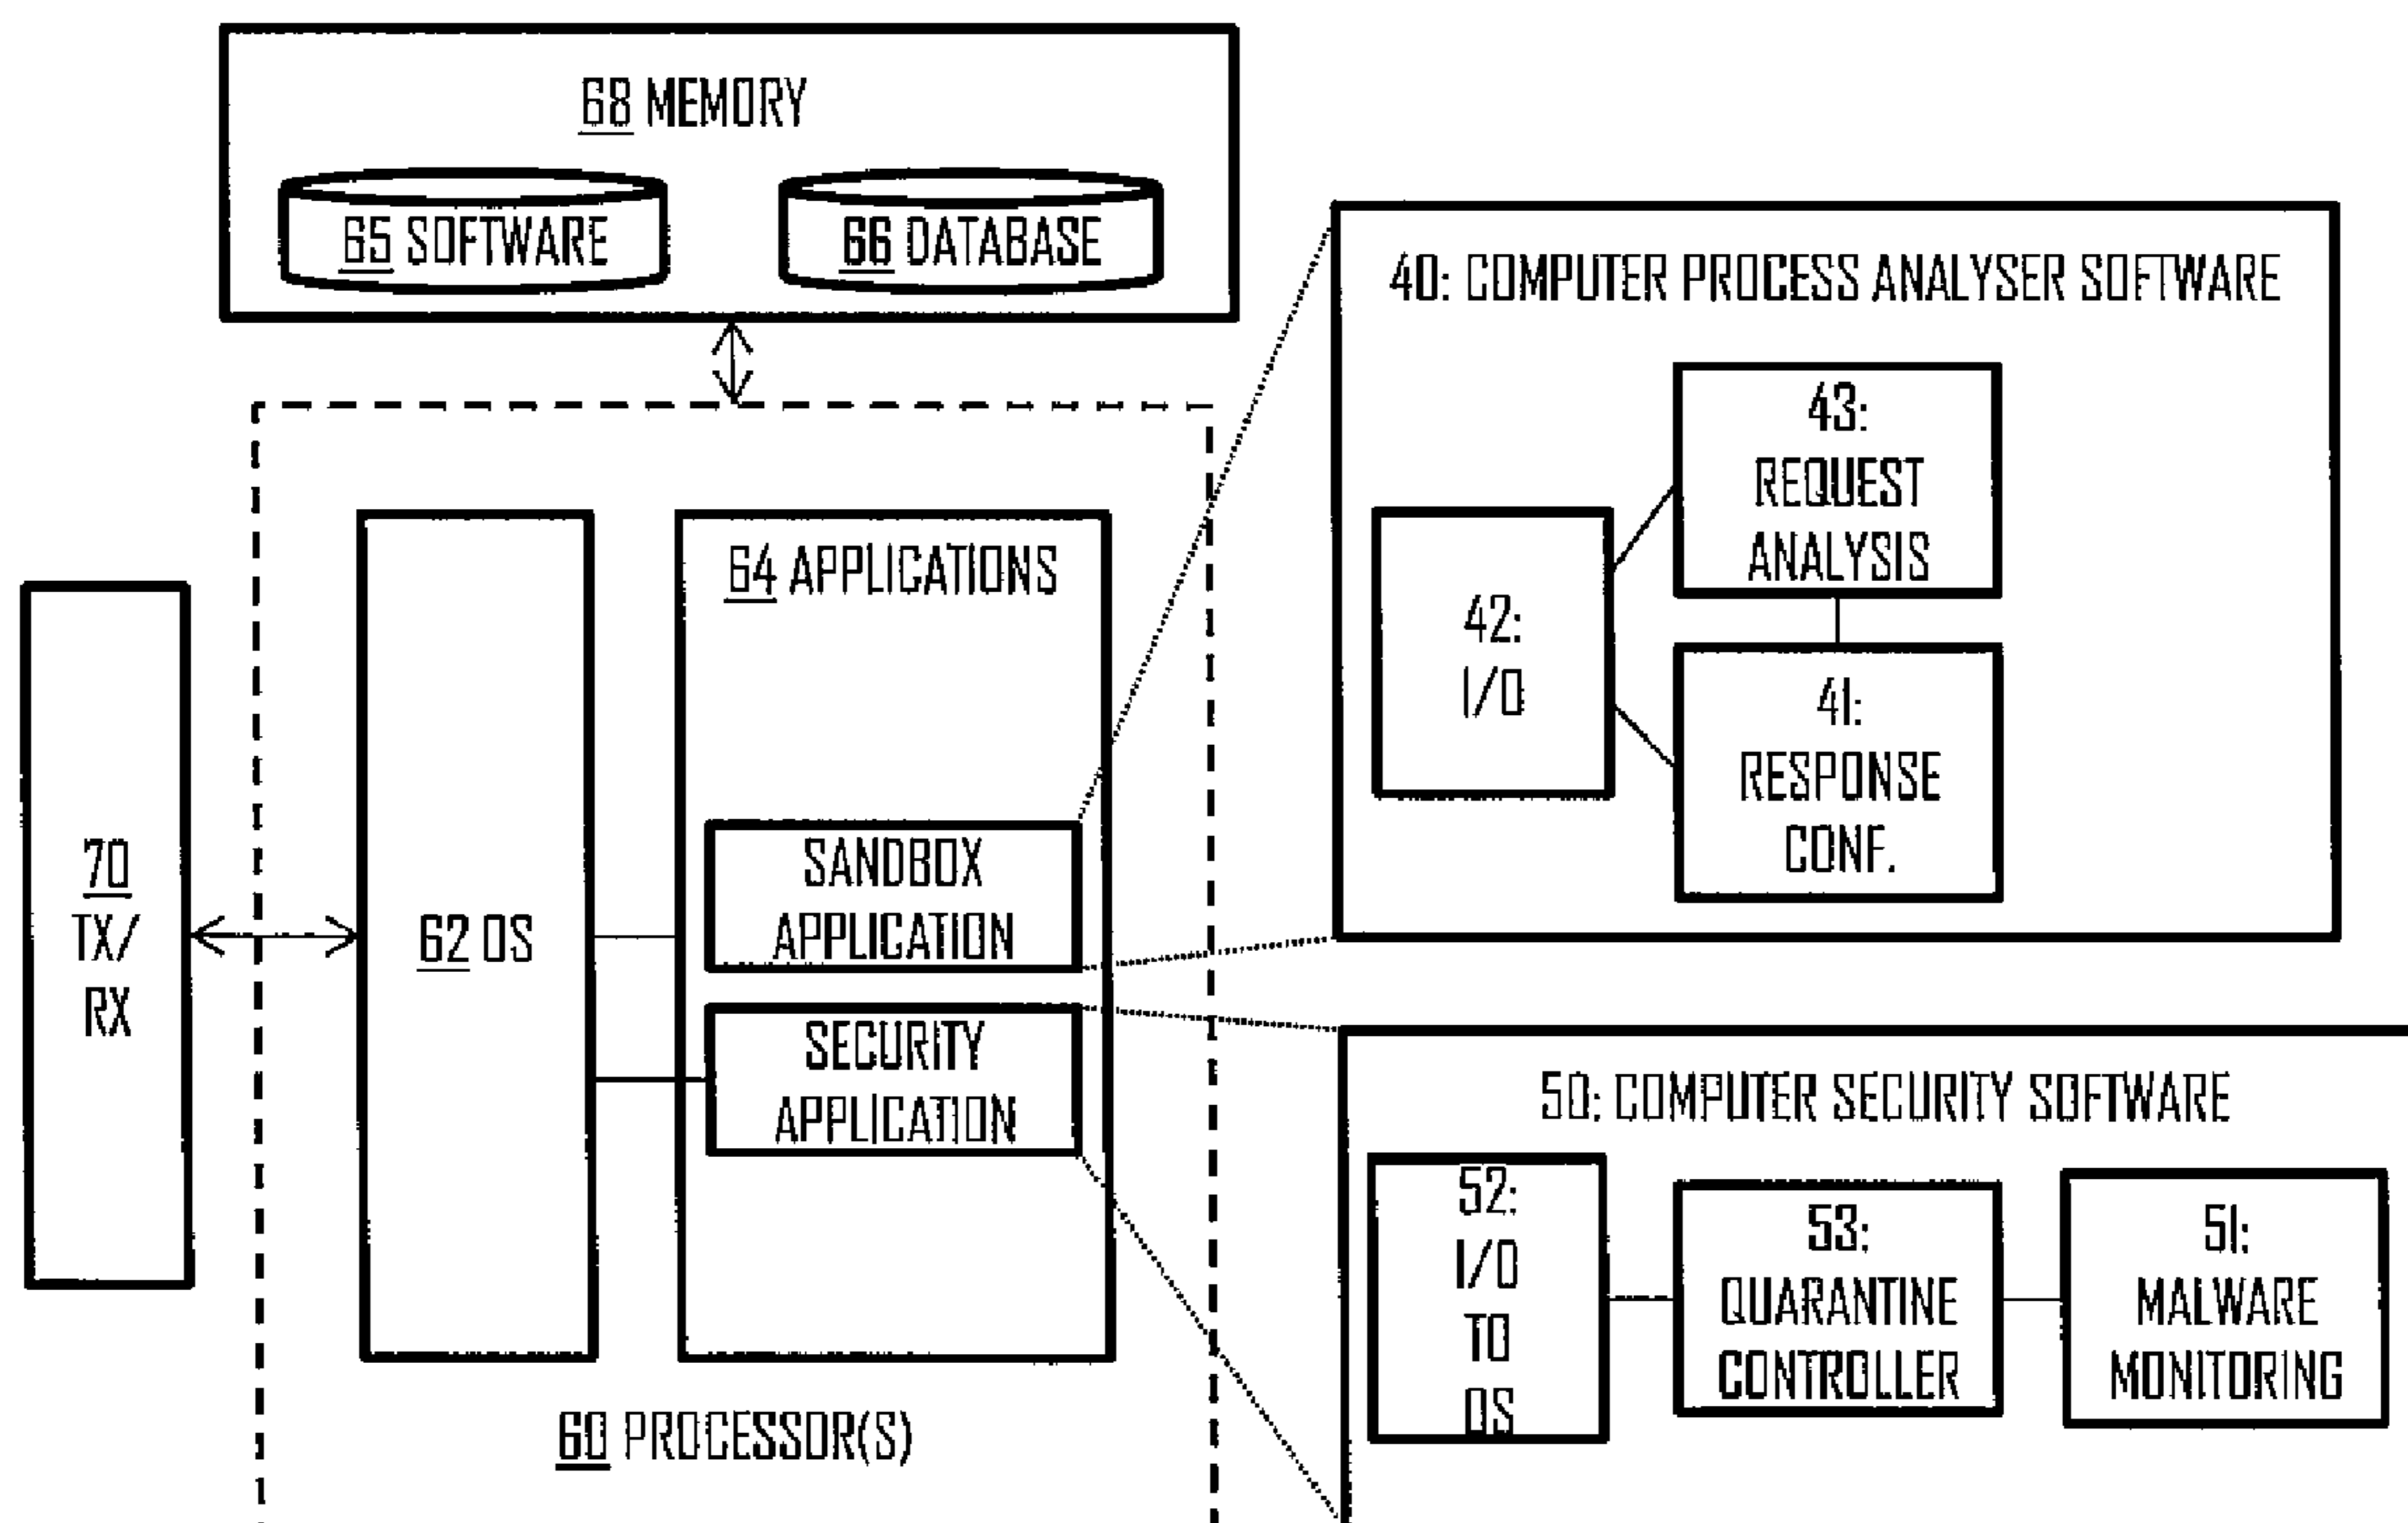 68 MEMORY
65 SOFTWARE
66 DATABASE
40: COMPUTER PROCESS ANALYSER SOFTWARE
43:
REQUEST
ANALYSIS
42:
I/O
41:
RESPONSE
CONF.
64 APPLICATIONS
SANDBOX
APPLICATION
SECURITY
APPLICATION
62 OS
70
TX/
RX
60 PROCESSOR(S)
50: COMPUTER SECURITY SOFTWARE
52:
I/O
TO
OS
53:
QUARANTINE
CONTROLLER
51:
MALWARE
MONITORING